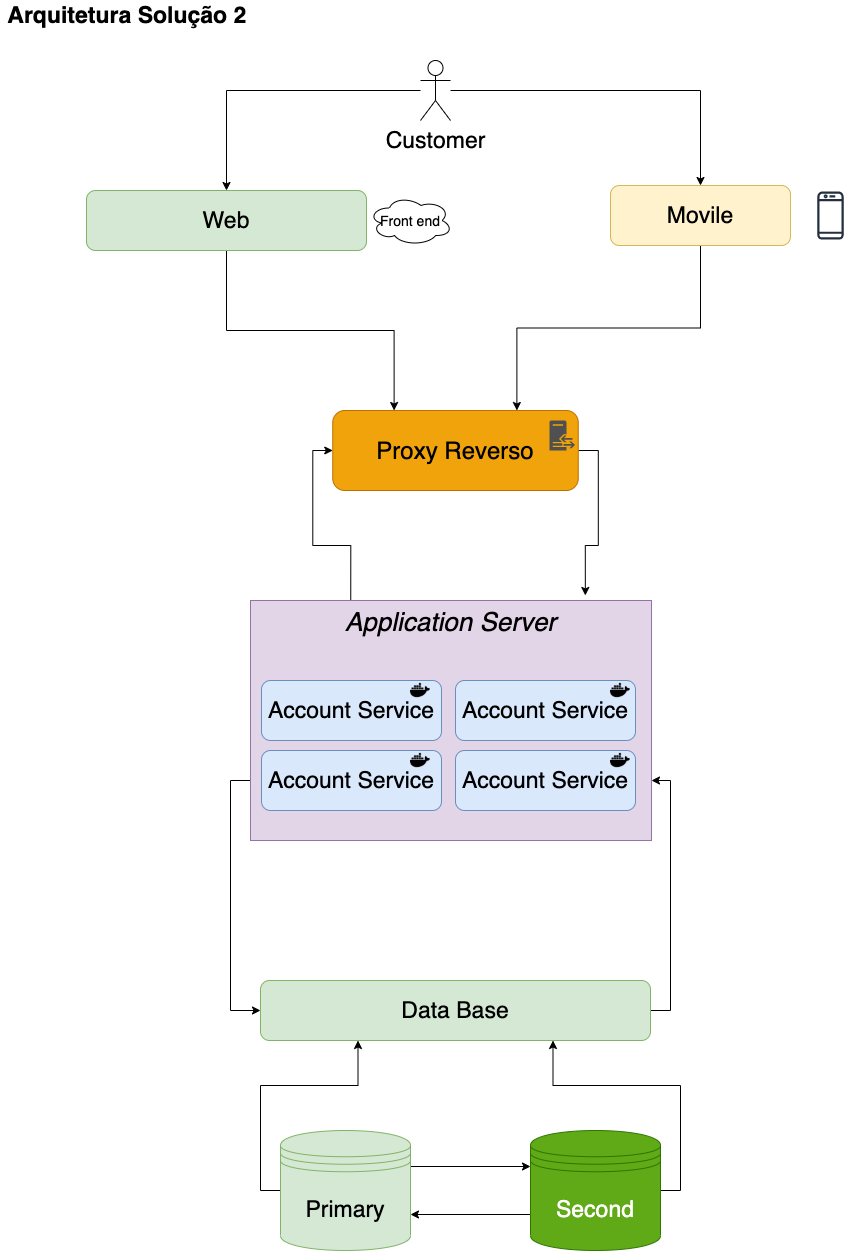 Arquitetura Solução 2
Customer
Web
Front end
Movile
Proxy Reverso
Application Server
Account Service
Account Service
Account Service
Account Service
Data Base
Primary
Second